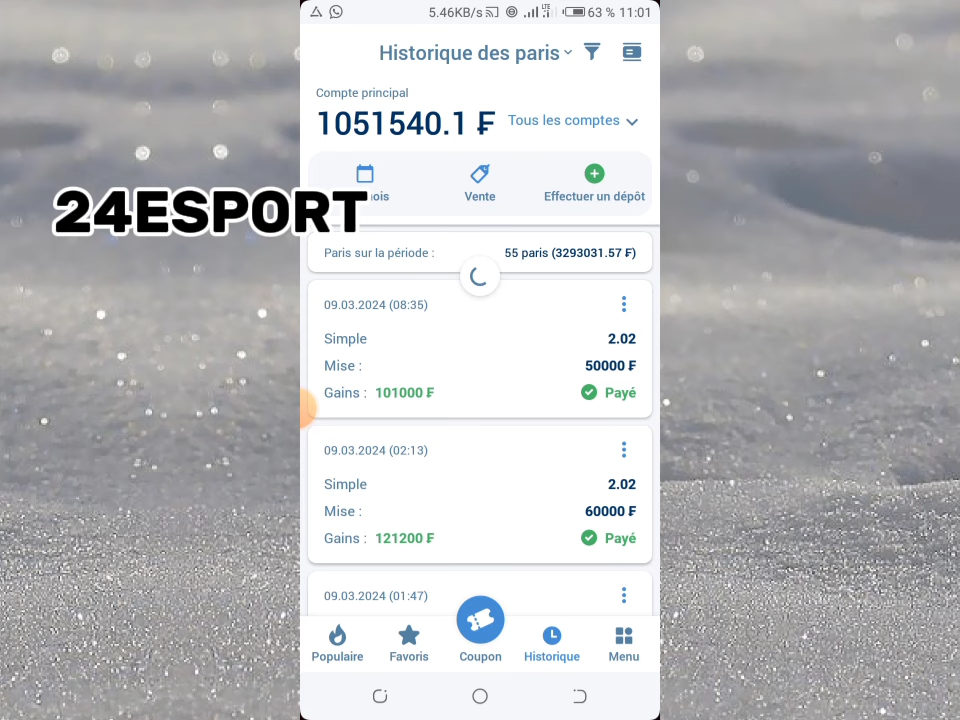 5.46KB/s LTE 63 % 11:01
Historique des paris
Compte principal
1051540.1 ₣ Tous les comptes
Vente Effectuer un dépôt
24ESPORT
Paris sur la période : 55 paris (3293031.57 ₣)
09.03.2024 (08:35)
Simple 2.02
Mise : 50000 ₣
Gains : 101000 ₣ Payé
09.03.2024 (02:13)
Simple 2.02
Mise : 60000 ₣
Gains : 121200 ₣ Payé
09.03.2024 (01:47)
Populaire Favoris Coupon Historique Menu